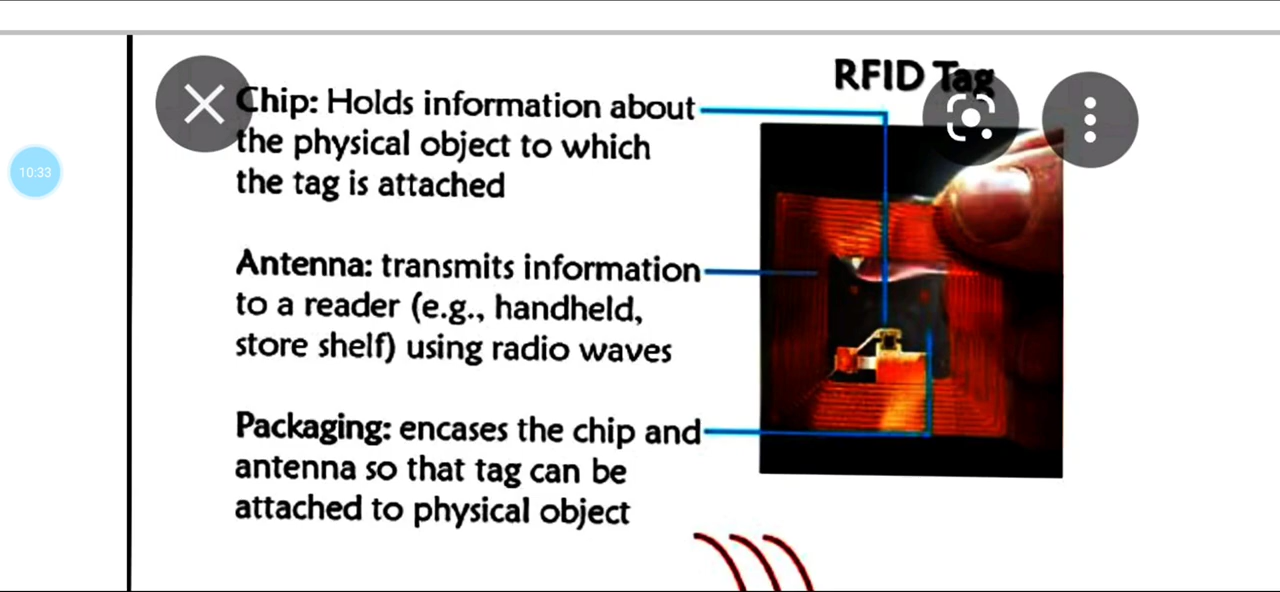 RFID Tag
Chip: Holds information about
the physical object to which
the tag is attached
10:33
Antenna: transmits information
to a reader (e.g., handheld,
store shelf) using radio waves
Packaging: encases the chip and
antenna so that tag can be
attached to physical object